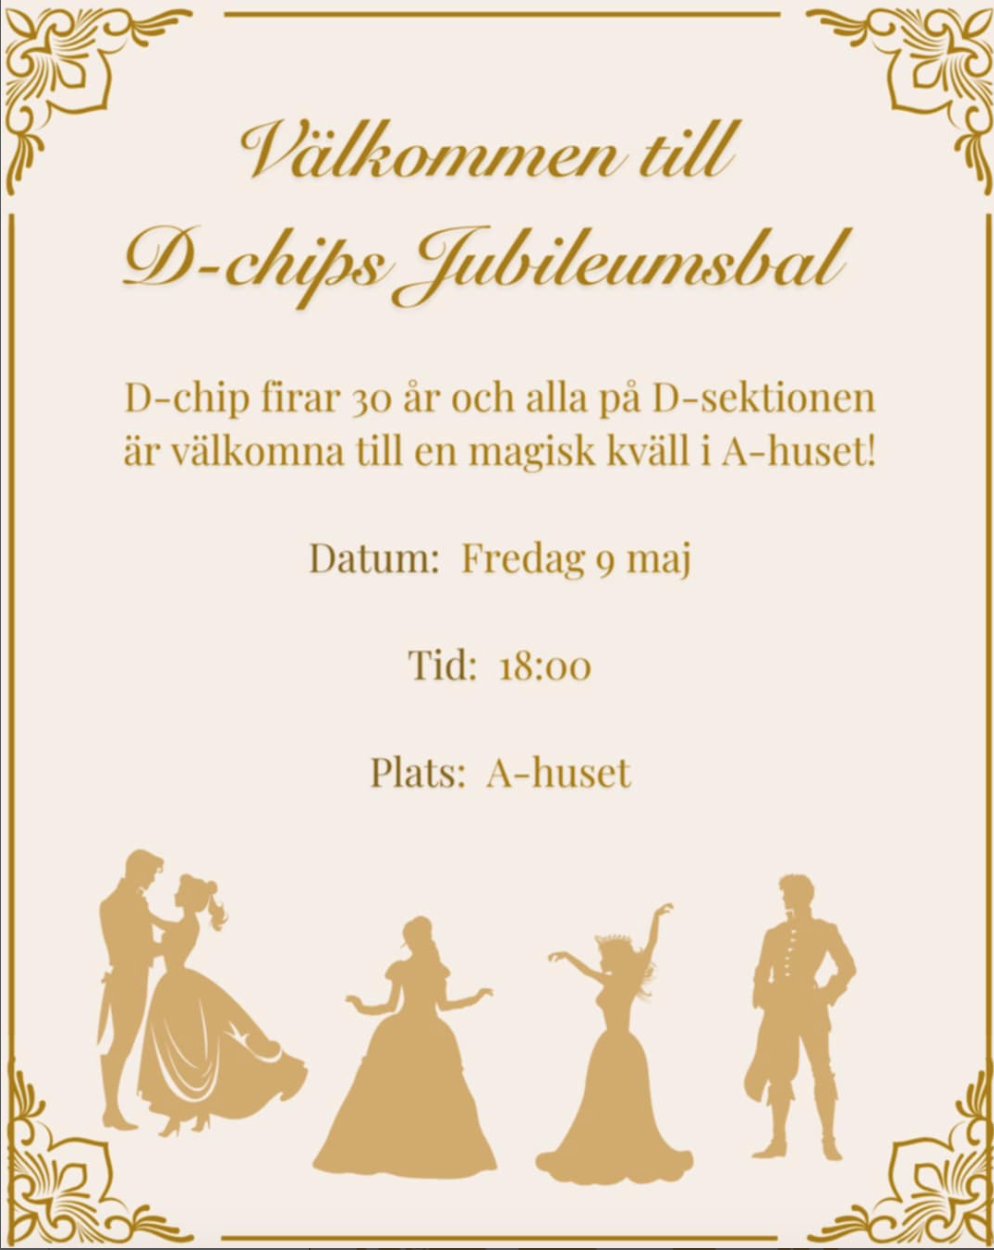 Välkommen till
D-chips Jubileumsbal
D-chip firar 30 år och alla på D-sektionen
är välkomna till en magisk kväll i A-huset!
Datum: Fredag 9 maj
Tid: 18:00
Plats: A-huset